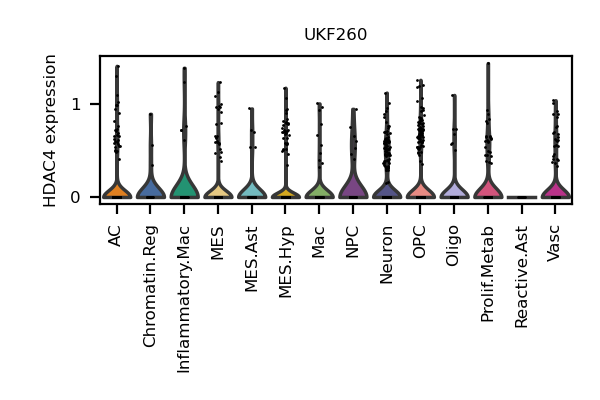 UKF260
HDAC4 expression
1
0
AC
Chromatin.Reg
Inflammatory.Mac
MES
MES.Ast
MES.Hyp
Mac
NPC
Neuron
OPC
Oligo
Prolif.Metab
Reactive.Ast
Vasc